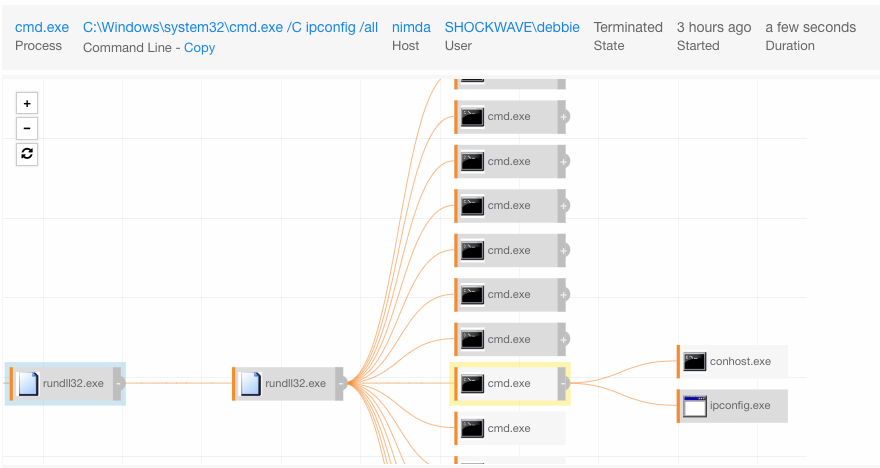 cmd.exe C:\Windows\system32\cmd.exe /C ipconfig /all nimda SHOCKWAVE\debbie Terminated 3 hours ago a few seconds
Process Command Line - Copy Host User State Started Duration
+
−
cmd.exe
cmd.exe
cmd.exe
cmd.exe
cmd.exe
cmd.exe
conhost.exe
rundll32.exe rundll32.exe cmd.exe
ipconfig.exe
cmd.exe